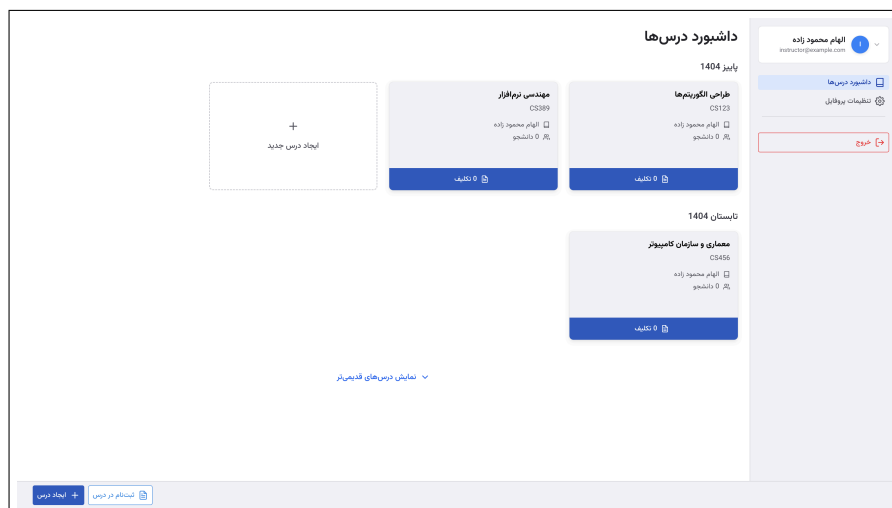 الهام محمود زاده
instructor@example.com
ا
داشبورد درس‌ها
تنظیمات پروفایل
خروج
داشبورد درس‌ها
پاییز 1404
طراحی الگوریتم‌ها
CS123
الهام محمود زاده
0 دانشجو
0 تکلیف
مهندسی نرم‌افزار
CS389
الهام محمود زاده
0 دانشجو
0 تکلیف
ایجاد درس جدید
تابستان 1404
معماری و سازمان کامپیوتر
CS456
الهام محمود زاده
0 دانشجو
0 تکلیف
نمایش درس‌های قدیمی‌تر
ثبت‌نام در درس
ایجاد درس